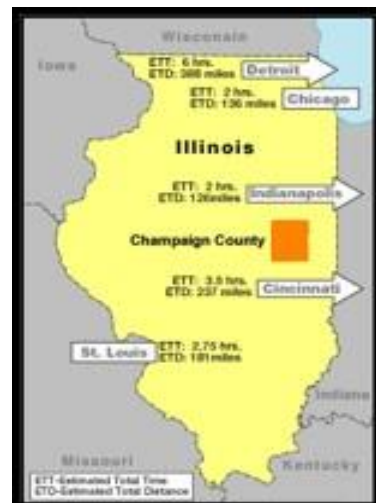 Wisconsin
Iowa
ETT: 6 hrs.
ETD: 388 miles
Detroit
ETT: 2 hrs.
ETD: 136 miles
Chicago
Illinois
ETT: 2 hrs.
ETD: 126miles
Indianapolis
Champaign County
ETT: 3.5 hrs.
ETD: 237 miles
Cincinnati
St. Louis
ETT: 2.75 hrs.
ETD: 181miles
Indiana
Missouri
Kentucky
ETT-Estimated Total Time
ETD-Estimated Total Distance